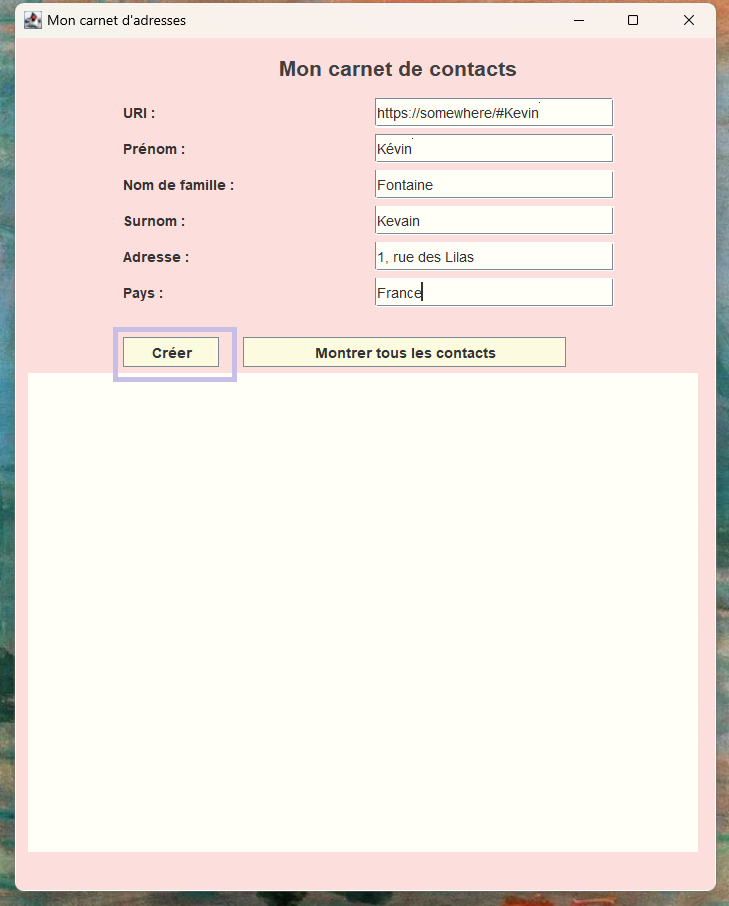 Mon carnet d'adresses
Mon carnet de contacts
URI : https://somewhere/#Kevin
Prénom : Kévin
Nom de famille : Fontaine
Surnom : Kevain
Adresse : 1, rue des Lilas
Pays : France
Créer Montrer tous les contacts